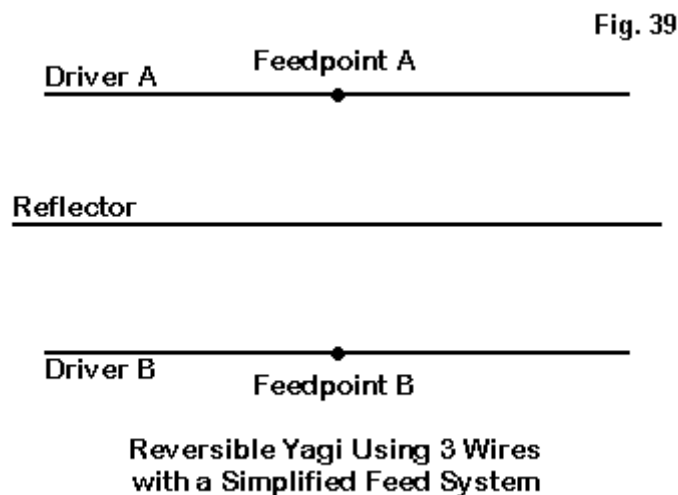 Fig. 39
Driver A
Feedpoint A
Reflector
Driver B
Feedpoint B
Reversible Yagi Using 3 Wires
with a Simplified Feed System